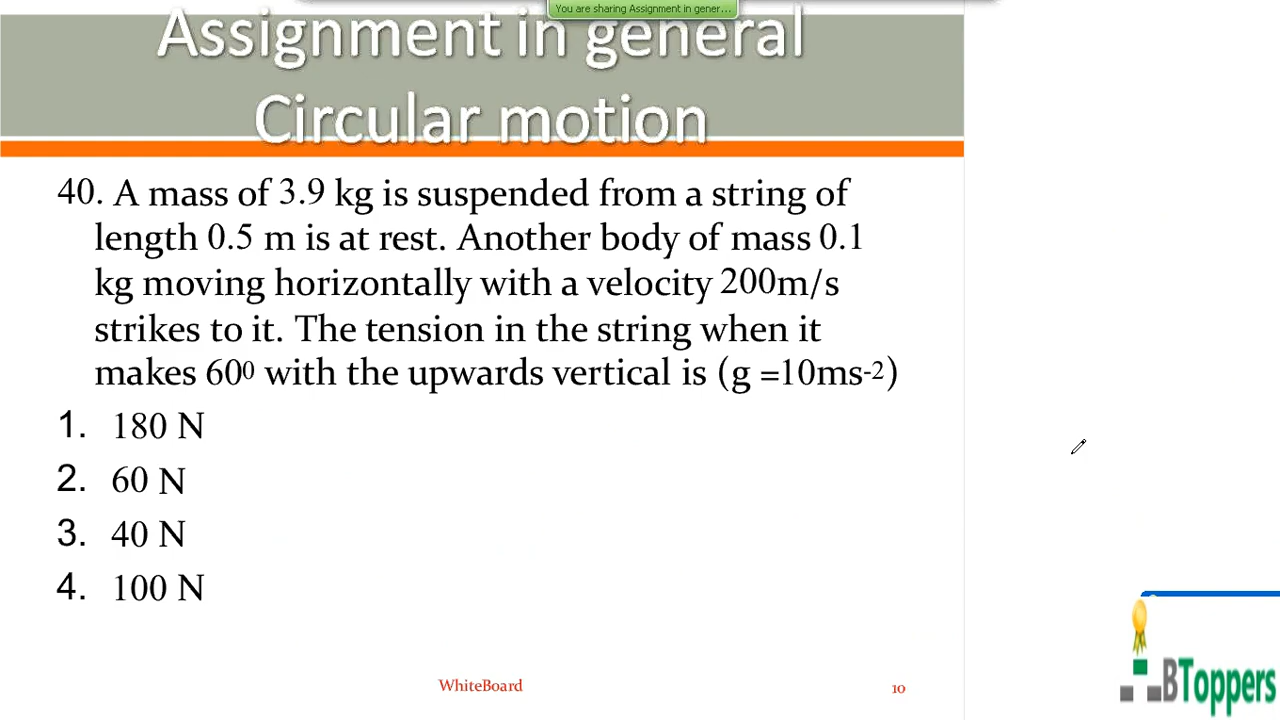 You are sharing Assignment in gener...
Assignment in general
Circular motion
40. A mass of 3.9 kg is suspended from a string of
length 0.5 m is at rest. Another body of mass 0.1
kg moving horizontally with a velocity 200m/s
strikes to it. The tension in the string when it
makes 60⁰ with the upwards vertical is (g =10ms-2)
1. 180 N
2. 60 N
3. 40 N
4. 100 N
WhiteBoard
10
BToppers